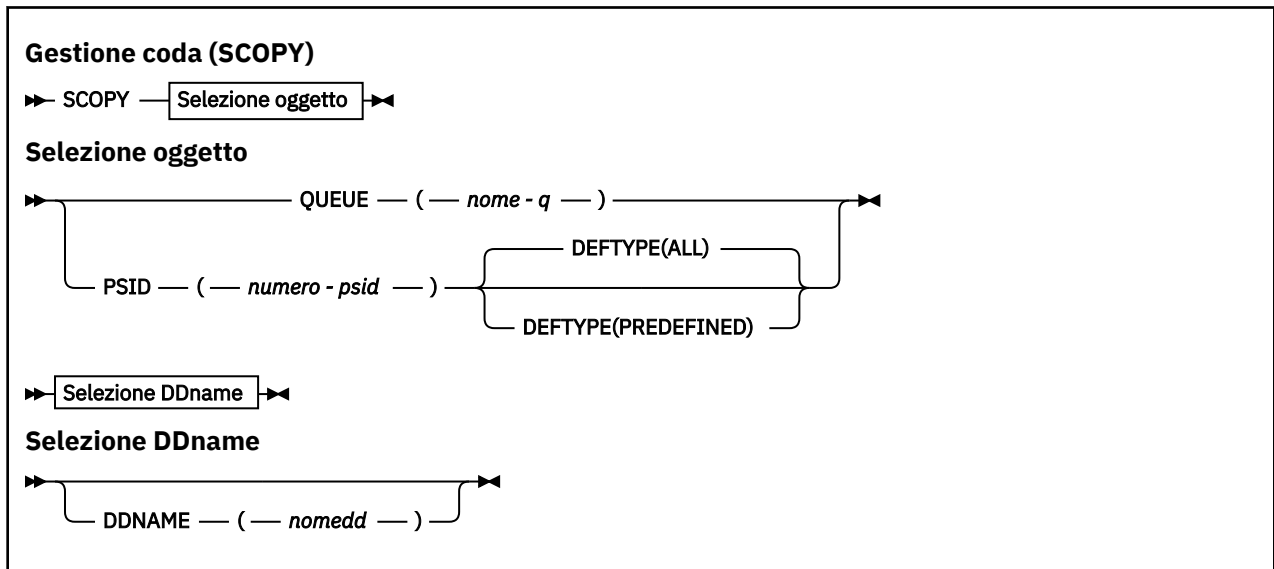 Gestione coda (SCOPY)
SCOPY Selezione oggetto
Selezione oggetto
QUEUE ( nome - q )
DEFTYPE(ALL)
PSID ( numero - psid )
DEFTYPE(PREDEFINED)
Selezione DDname
Selezione DDname
DDNAME ( nomedd )